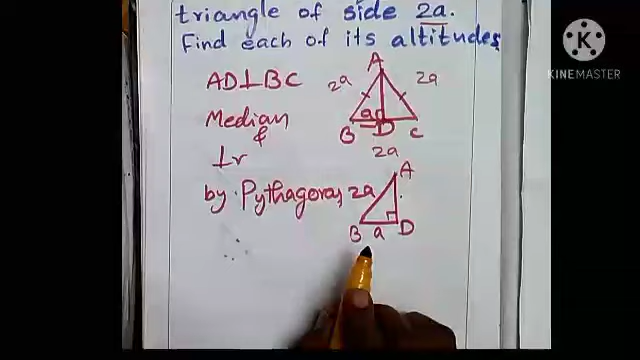 triangle of side 2a.
Find each of its altitudes
AD⊥BC
Median
&
⊥r
by Pythagoras,
A
2a
2a
a
B
D
C
2a
A
2a
B
a
D
K
KINEMASTER